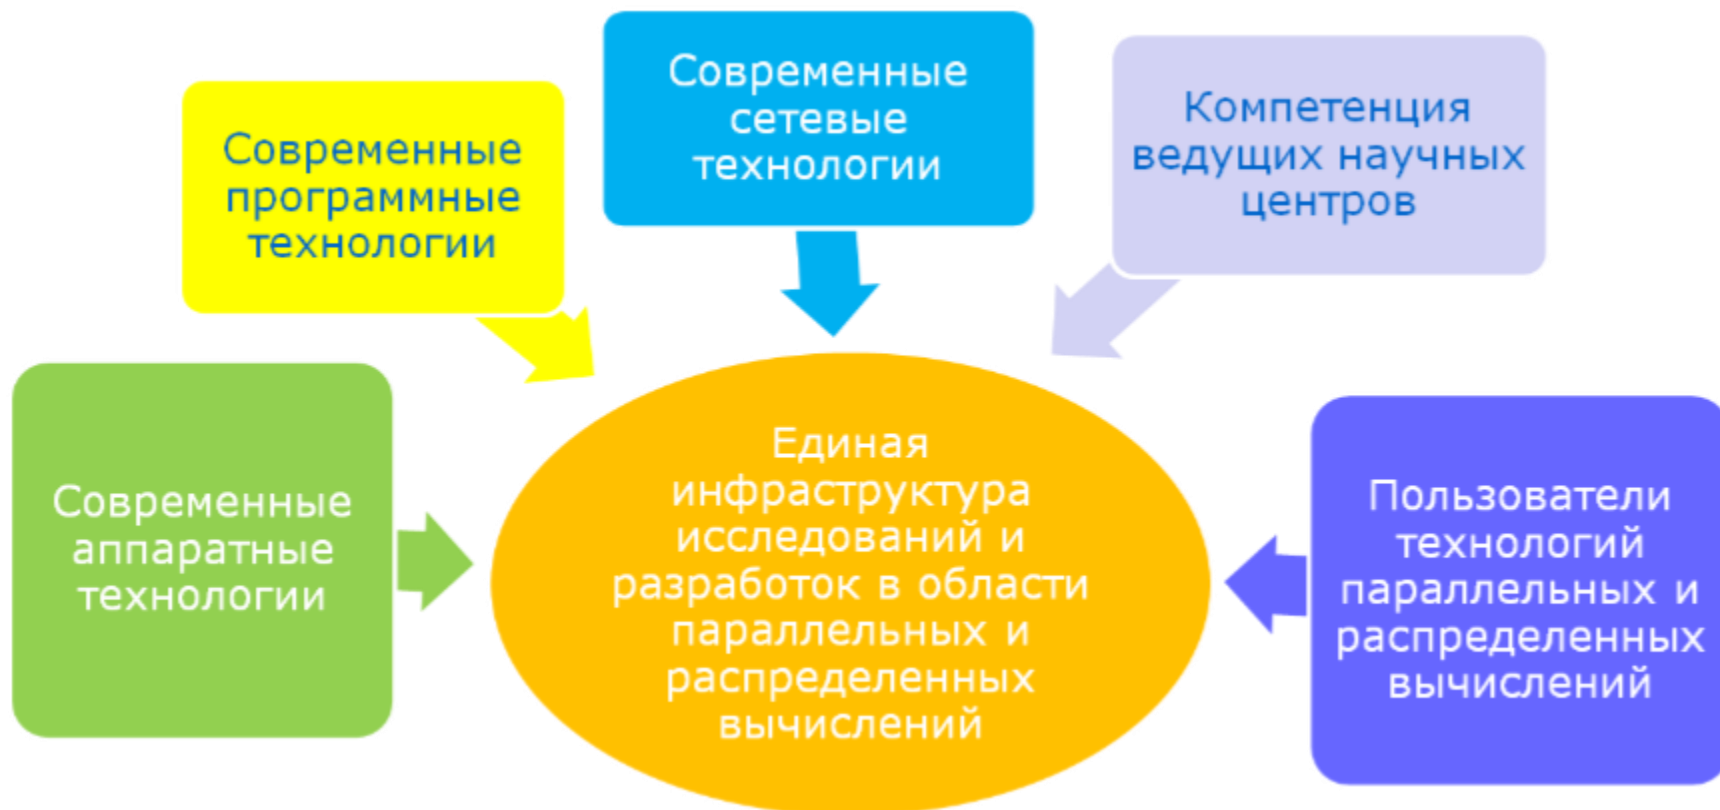 Современные
сетевые
технологии
Компетенция
ведущих научных
центров
Современные
программные
технологии
Современные
аппаратные
технологии
Единая
инфраструктура
исследований и
разработок в области
параллельных и
распределенных
вычислений
Пользователи
технологий
параллельных и
распределенных
вычислений